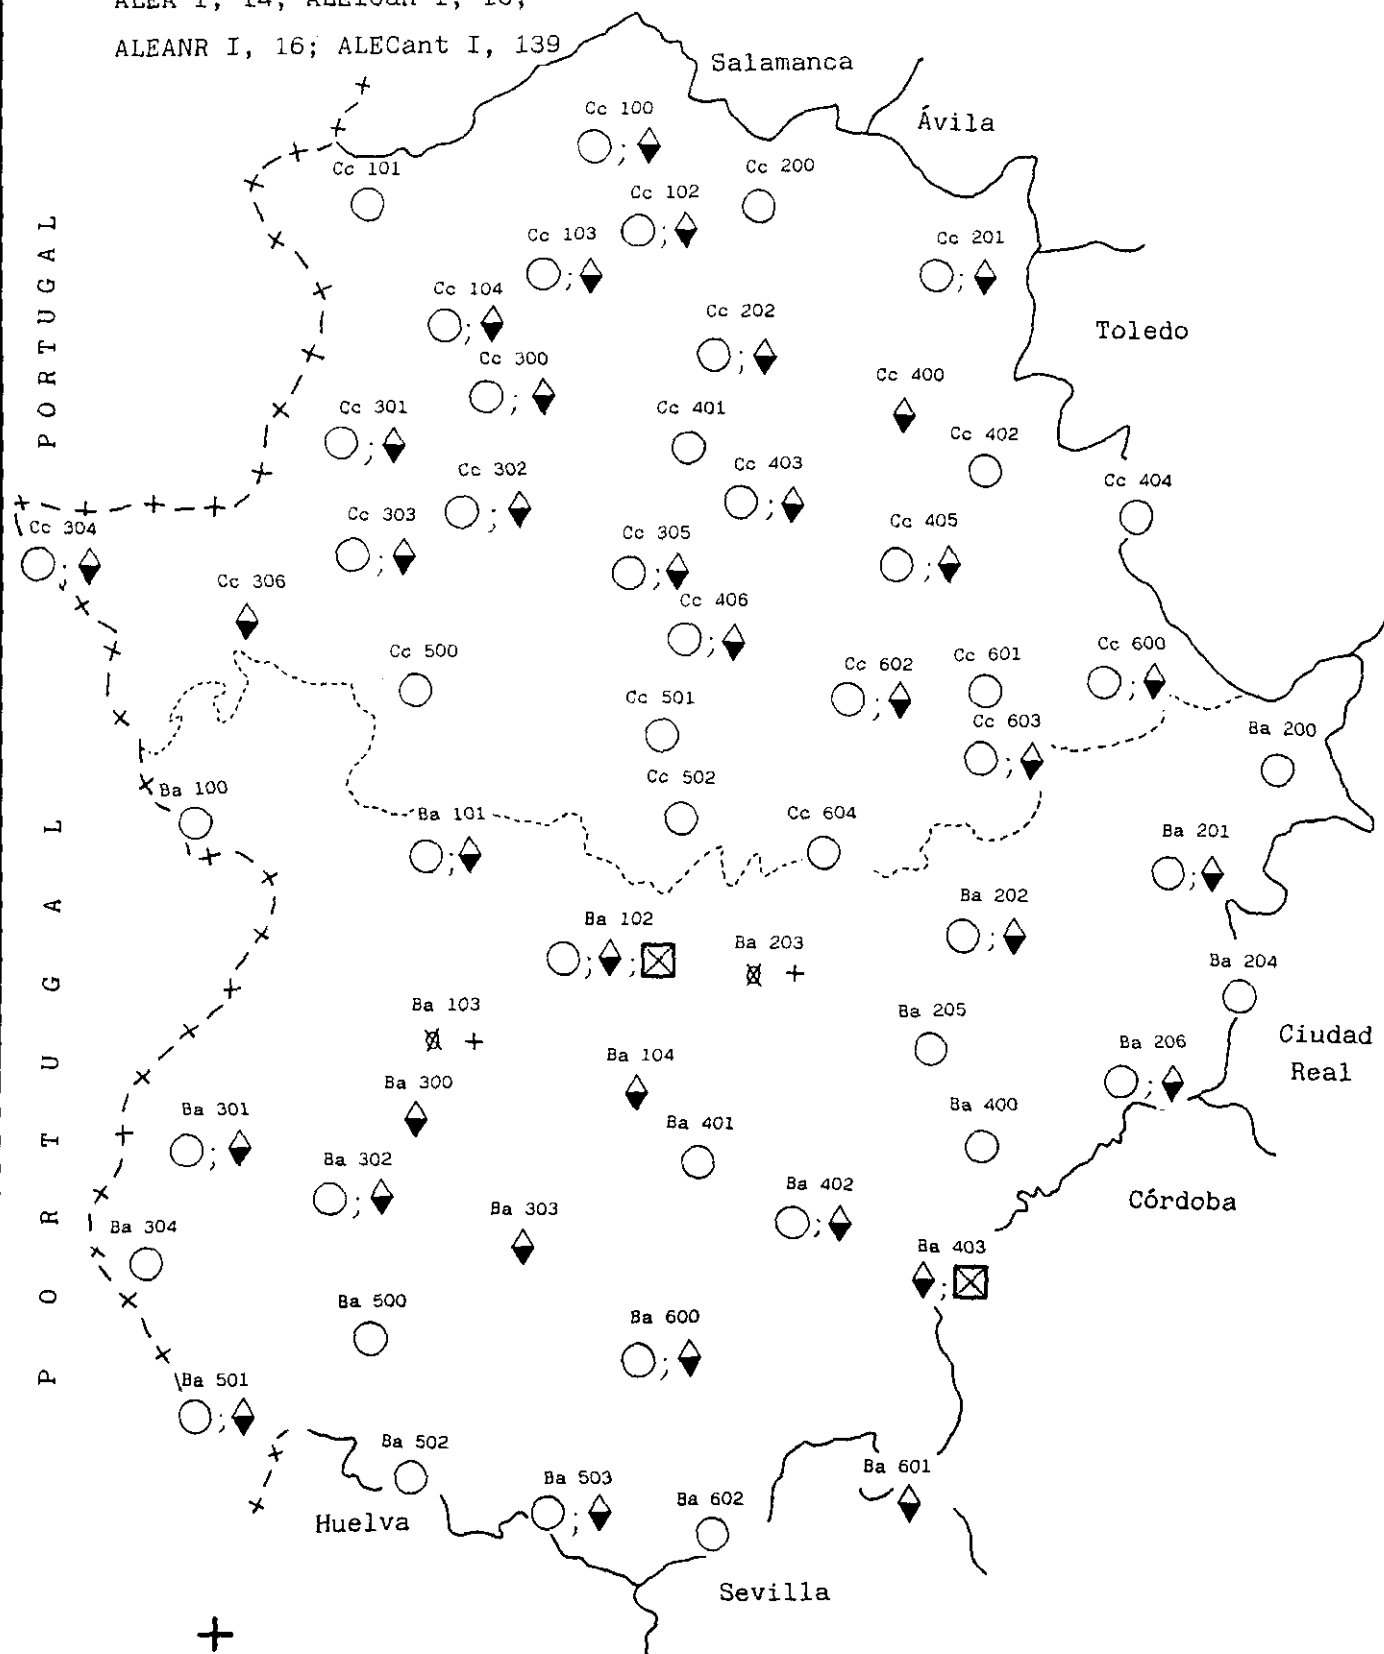 ALEANR I, 16; ALECant I, 139
Salamanca
Ávila
Cc 100
Cc 101
Cc 200
Cc 102
Cc 103
Cc 201
Cc 104
Cc 202
Toledo
Cc 300
Cc 400
Cc 301
Cc 401
Cc 402
Cc 302
Cc 403
Cc 404
Cc 303
Cc 304
Cc 305
Cc 405
Cc 306
Cc 406
Cc 500
Cc 602
Cc 601
Cc 600
Cc 501
Cc 603
Ba 200
Cc 502
Ba 100
Ba 101
Cc 604
Ba 201
Ba 202
Ba 102
Ba 203
Ba 204
Ba 103
Ba 205
Ciudad
Real
Ba 104
Ba 206
Ba 300
Ba 301
Ba 401
Ba 400
Ba 302
Ba 402
Córdoba
Ba 303
Ba 304
Ba 403
Ba 500
Ba 600
Ba 501
Ba 502
Ba 503
Ba 601
Ba 602
Huelva
Sevilla
PORTUGAL
PORTUGAL